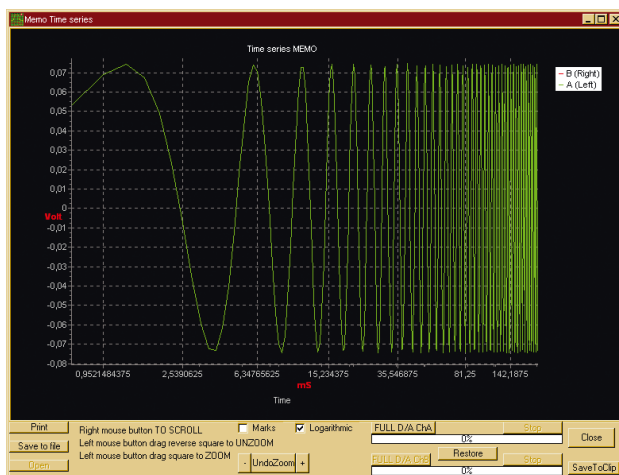 Memo Time series
Time series MEMO
B (Right)
A (Left)
0,07
0,06
0,05
0,04
0,03
0,02
0,01
0
Volt
-0,01
-0,02
-0,03
-0,04
-0,05
-0,06
-0,07
-0,08
0,9521484375 2,5390625 6,34765625 15,234375 35,546875 81,25 142,1875
mS
Time
Print
Save to file
Open
Right mouse button TO SCROLL
Left mouse button drag reverse square to UNZOOM
Left mouse button drag square to ZOOM
Marks
Logarithmic
- UndoZoom +
FULL D/A ChA Stop
0%
Restore
FULL D/A ChB Stop
0%
Close
SaveToClip